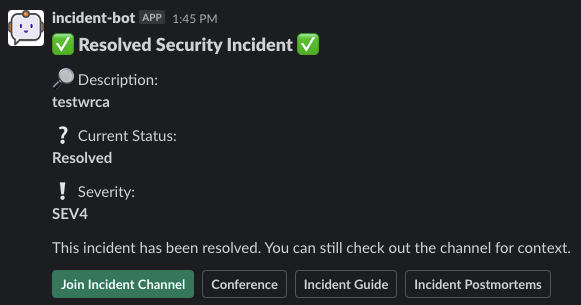 incident-bot APP 1:45 PM
✅ Resolved Security Incident ✅
🔎 Description:
testwrca
❓ Current Status:
Resolved
❗ Severity:
SEV4
This incident has been resolved. You can still check out the channel for context.
Join Incident Channel Conference Incident Guide Incident Postmortems